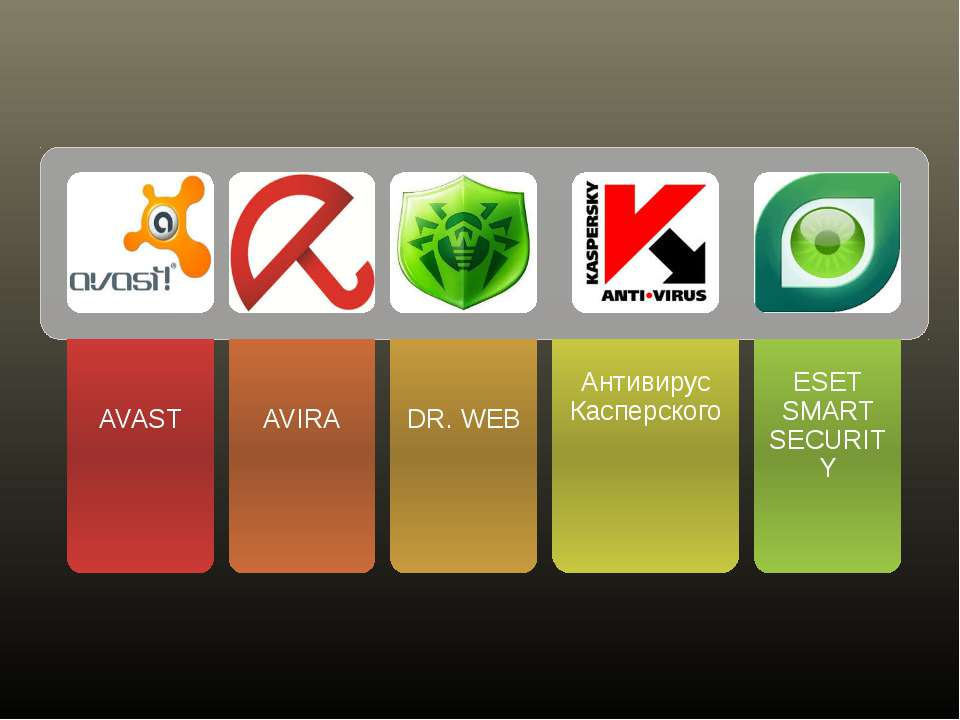 avast!®
a
KASPERSKY
ANTI•VIRUS
AVAST
AVIRA
DR. WEB
Антивирус
Касперского
ESET
SMART
SECURIT
Y